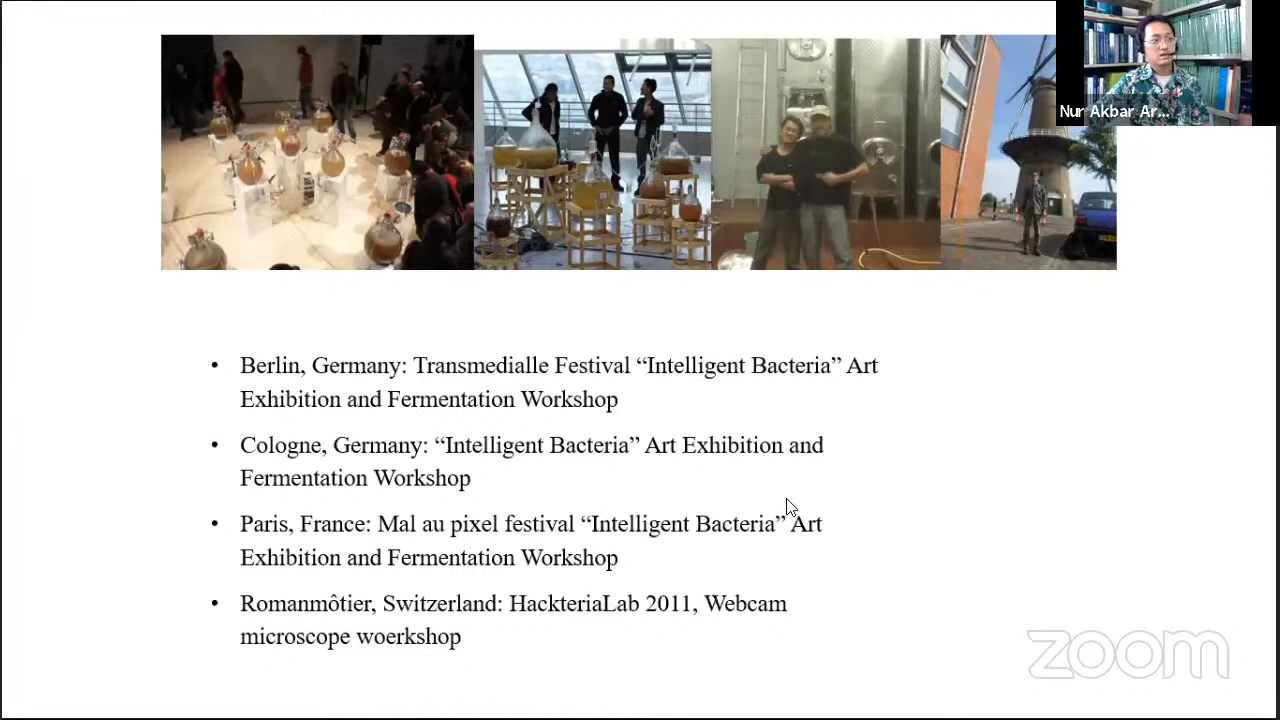 Nur Akbar Ar...
• Berlin, Germany: Transmedialle Festival “Intelligent Bacteria” Art
Exhibition and Fermentation Workshop
• Cologne, Germany: “Intelligent Bacteria” Art Exhibition and
Fermentation Workshop
• Paris, France: Mal au pixel festival “Intelligent Bacteria” Art
Exhibition and Fermentation Workshop
• Romanmôtier, Switzerland: HackteriaLab 2011, Webcam
microscope woerkshop
zoom